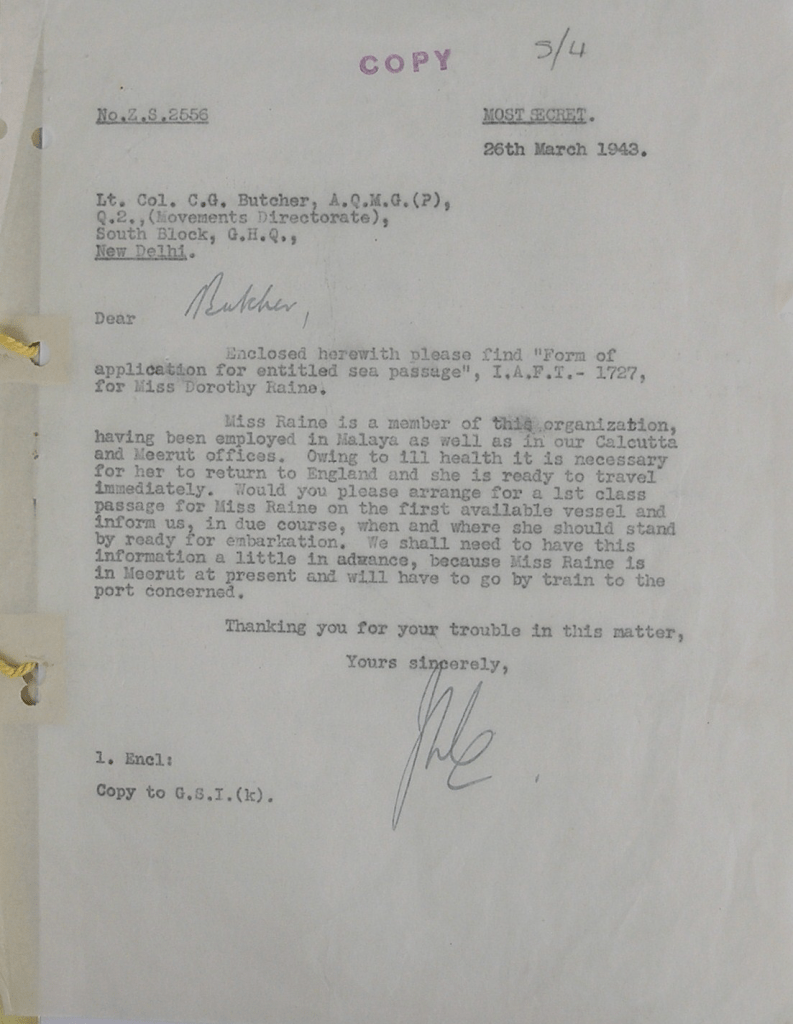 COPY
5/4
No.Z.S.2556
MOST SECRET.
26th March 1943.
Lt. Col. C.G. Butcher, A.Q.M.G.(P),
Q.2.,(Movements Directorate),
South Block, G.H.Q.,
New Delhi.
Dear Butcher,
Enclosed herewith please find "Form of
application for entitled sea passage", I.A.F.T.- 1727,
for Miss Dorothy Raine.
Miss Raine is a member of this organization,
having been employed in Malaya as well as in our Calcutta
and Meerut offices. Owing to ill health it is necessary
for her to return to England and she is ready to travel
immediately. Would you please arrange for a 1st class
passage for Miss Raine on the first available vessel and
inform us, in due course, when and where she should stand
by ready for embarkation. We shall need to have this
information a little in advance, because Miss Raine is
in Meerut at present and will have to go by train to the
port concerned.
Thanking you for your trouble in this matter,
Yours sincerely,
1. Encl:
Copy to G.S.I.(k).